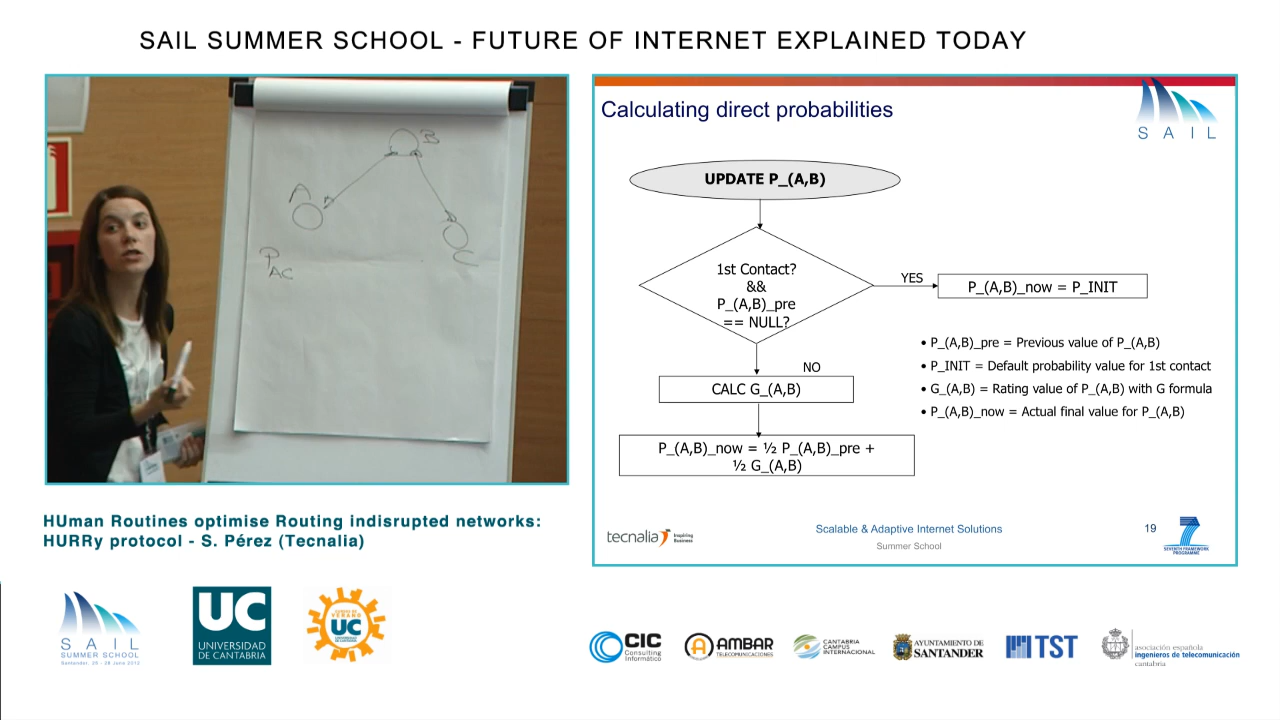 SAIL SUMMER SCHOOL - FUTURE OF INTERNET EXPLAINED TODAY
B
A
C
P AC
Calculating direct probabilities
S A I L
UPDATE P_(A,B)
1st Contact?
&&
P_(A,B)_pre
== NULL?
YES
P_(A,B)_now = P_INIT
NO
CALC G_(A,B)
P_(A,B)_now = ½ P_(A,B)_pre +
½ G_(A,B)
• P_(A,B)_pre = Previous value of P_(A,B)
• P_INIT = Default probability value for 1st contact
• G_(A,B) = Rating value of P_(A,B) with G formula
• P_(A,B)_now = Actual final value for P_(A,B)
tecnalia Inspiring
Business
Scalable & Adaptive Internet Solutions
Summer School
19
SEVENTH FRAMEWORK
PROGRAMME
HUman Routines optimise Routing indisrupted networks:
HURRy protocol - S. Pérez (Tecnalia)
S A I L
SUMMER SCHOOL
Santander, 25 - 28 June 2012
UC
UNIVERSIDAD
DE CANTABRIA
CURSOS DE
VERANO
UC
CIC
Consulting
Informático
AMBAR
TELECOMUNICACIONES
CANTABRIA
CAMPUS
INTERNACIONAL
AYUNTAMIENTO DE
SANTANDER
TST
asociación española
ingenieros de telecomunicación
cantabria